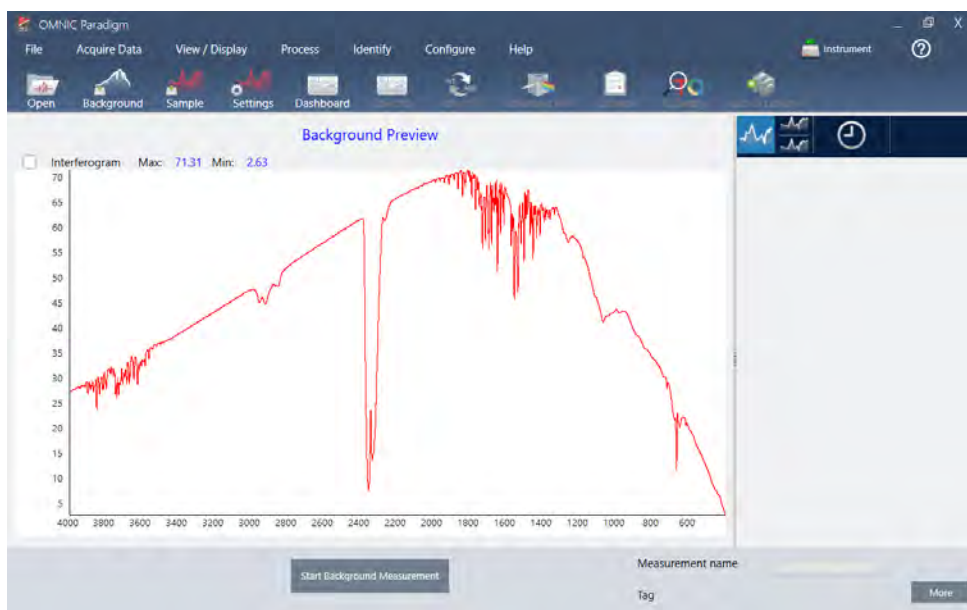 OMNIC Paradigm
File Acquire Data View / Display Process Identify Configure Help Instrument
Open Background Sample Settings Dashboard
Background Preview
Interferogram Max: 71.31 Min: 2.63
70
65
60
55
50
45
40
35
30
25
20
15
10
5
4000 3800 3600 3400 3200 3000 2800 2600 2400 2200 2000 1800 1600 1400 1200 1000 800 600
Start Background Measurement
Measurement name
Tag
More